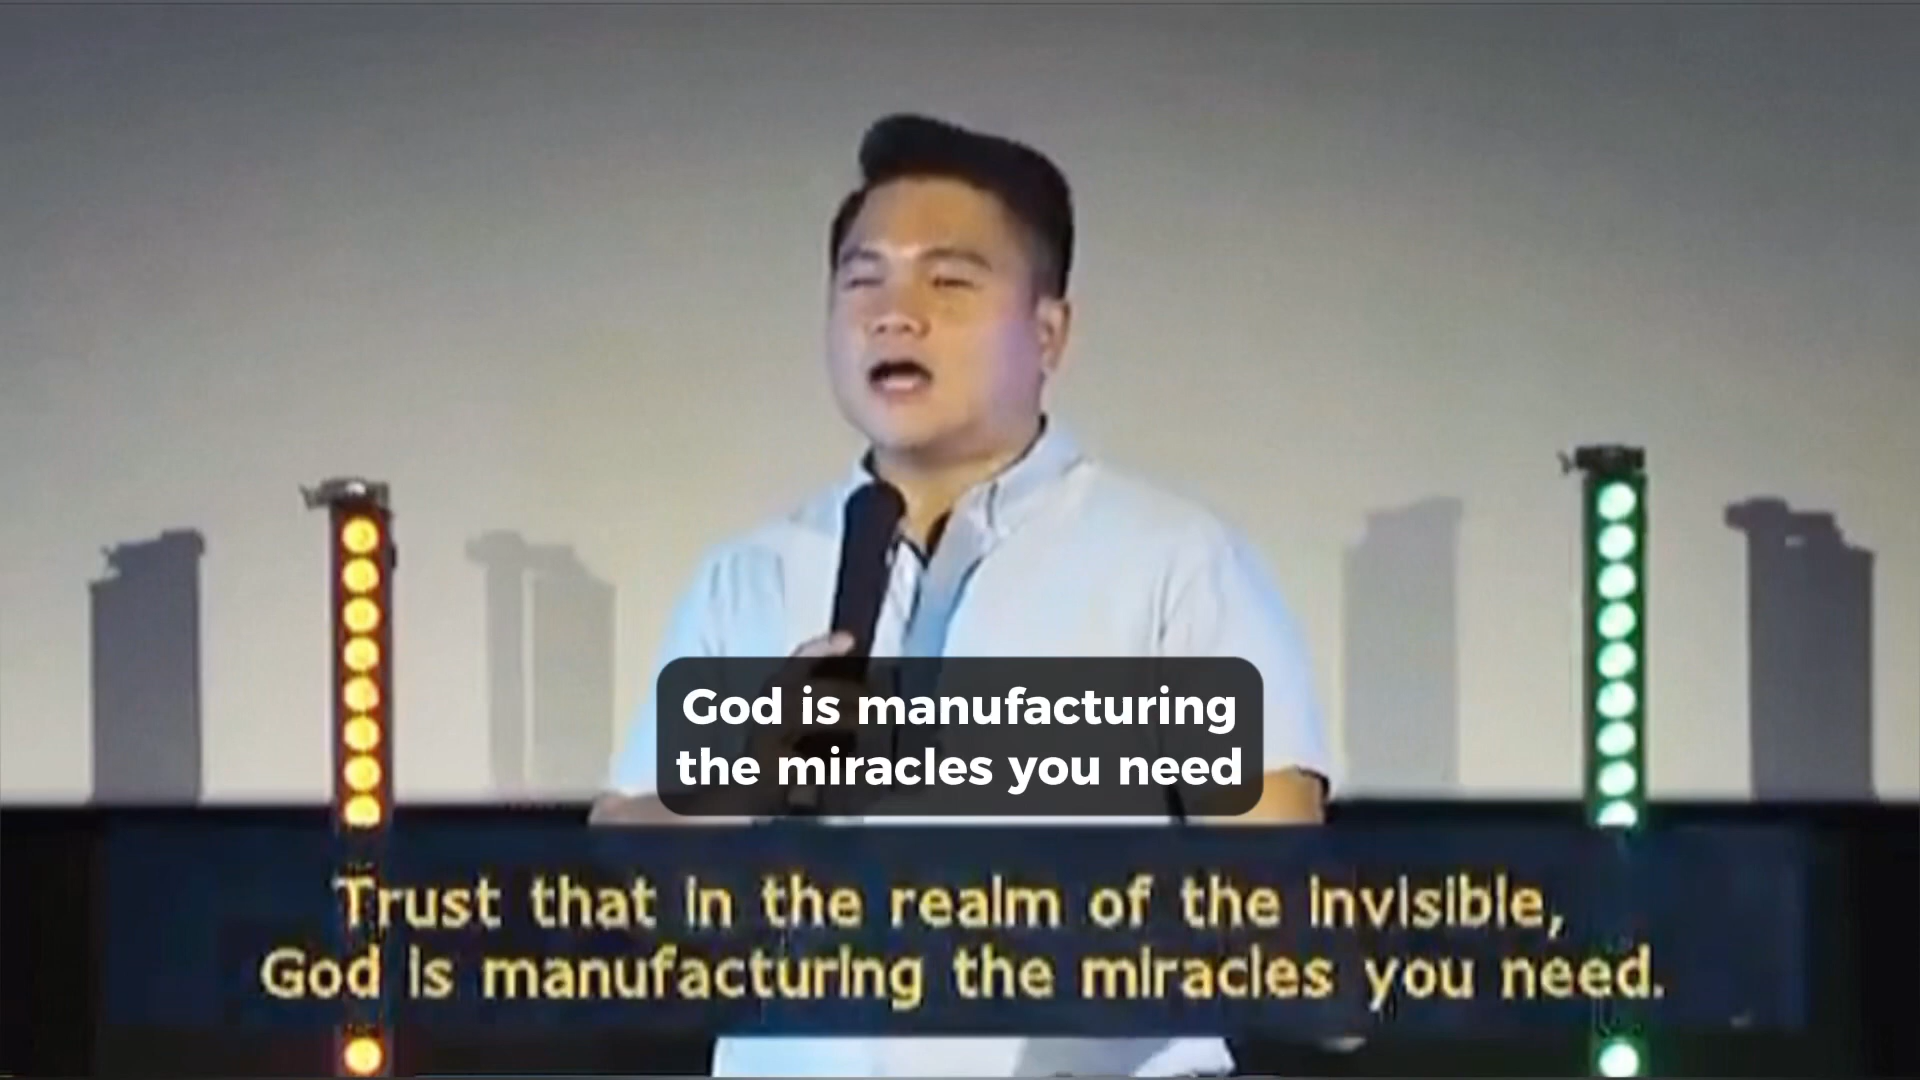 God is manufacturing
the miracles you need
Trust that in the realm of the invisible,
God is manufacturing the miracles you need.